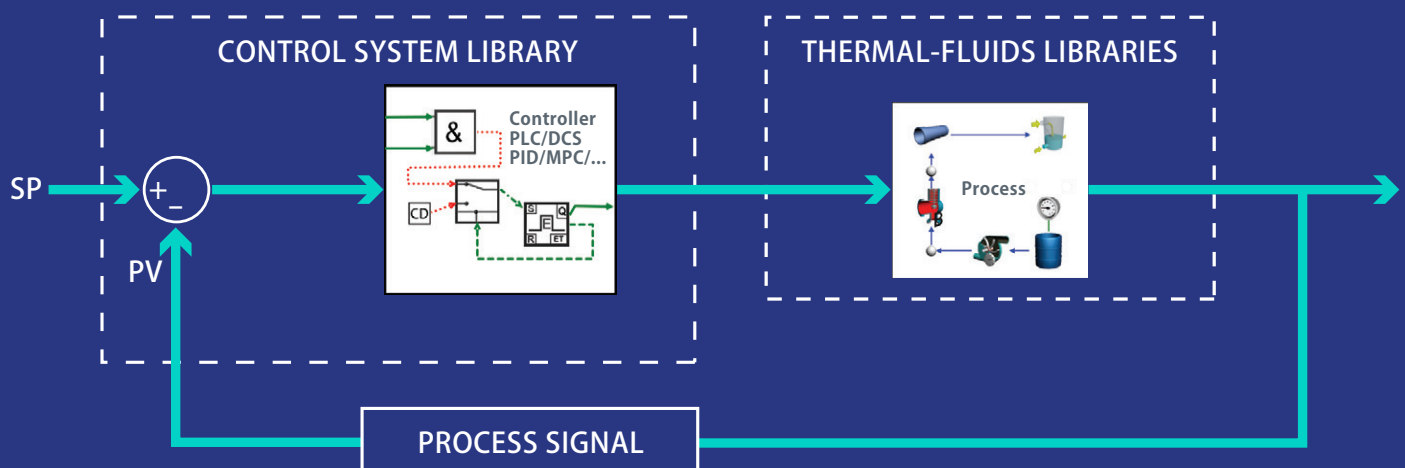 CONTROL SYSTEM LIBRARY
THERMAL-FLUIDS LIBRARIES
Controller
PLC/DCS
PID/MPC/...
&
Process
SP
+
–
CD
S
Q
E
R
ET
PV
PROCESS SIGNAL